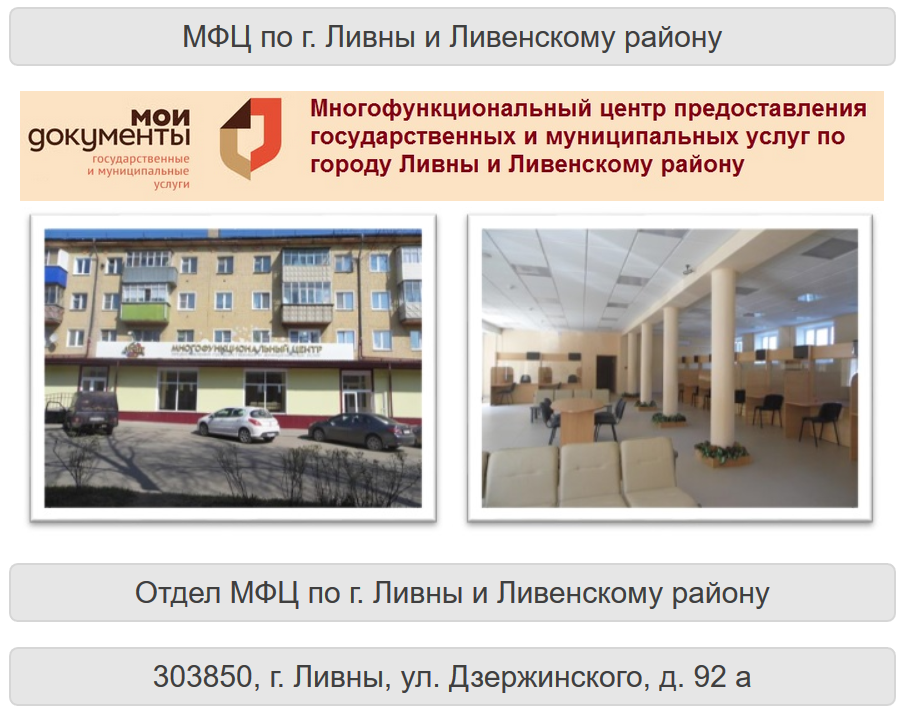 МФЦ по г. Ливны и Ливенскому району
мои
документы
государственные
и муниципальные
услуги
Многофункциональный центр предоставления
государственных и муниципальных услуг по
городу Ливны и Ливенскому району
МНОГОФУНКЦИОНАЛЬНЫЙ ЦЕНТР
Отдел МФЦ по г. Ливны и Ливенскому району
303850, г. Ливны, ул. Дзержинского, д. 92 а